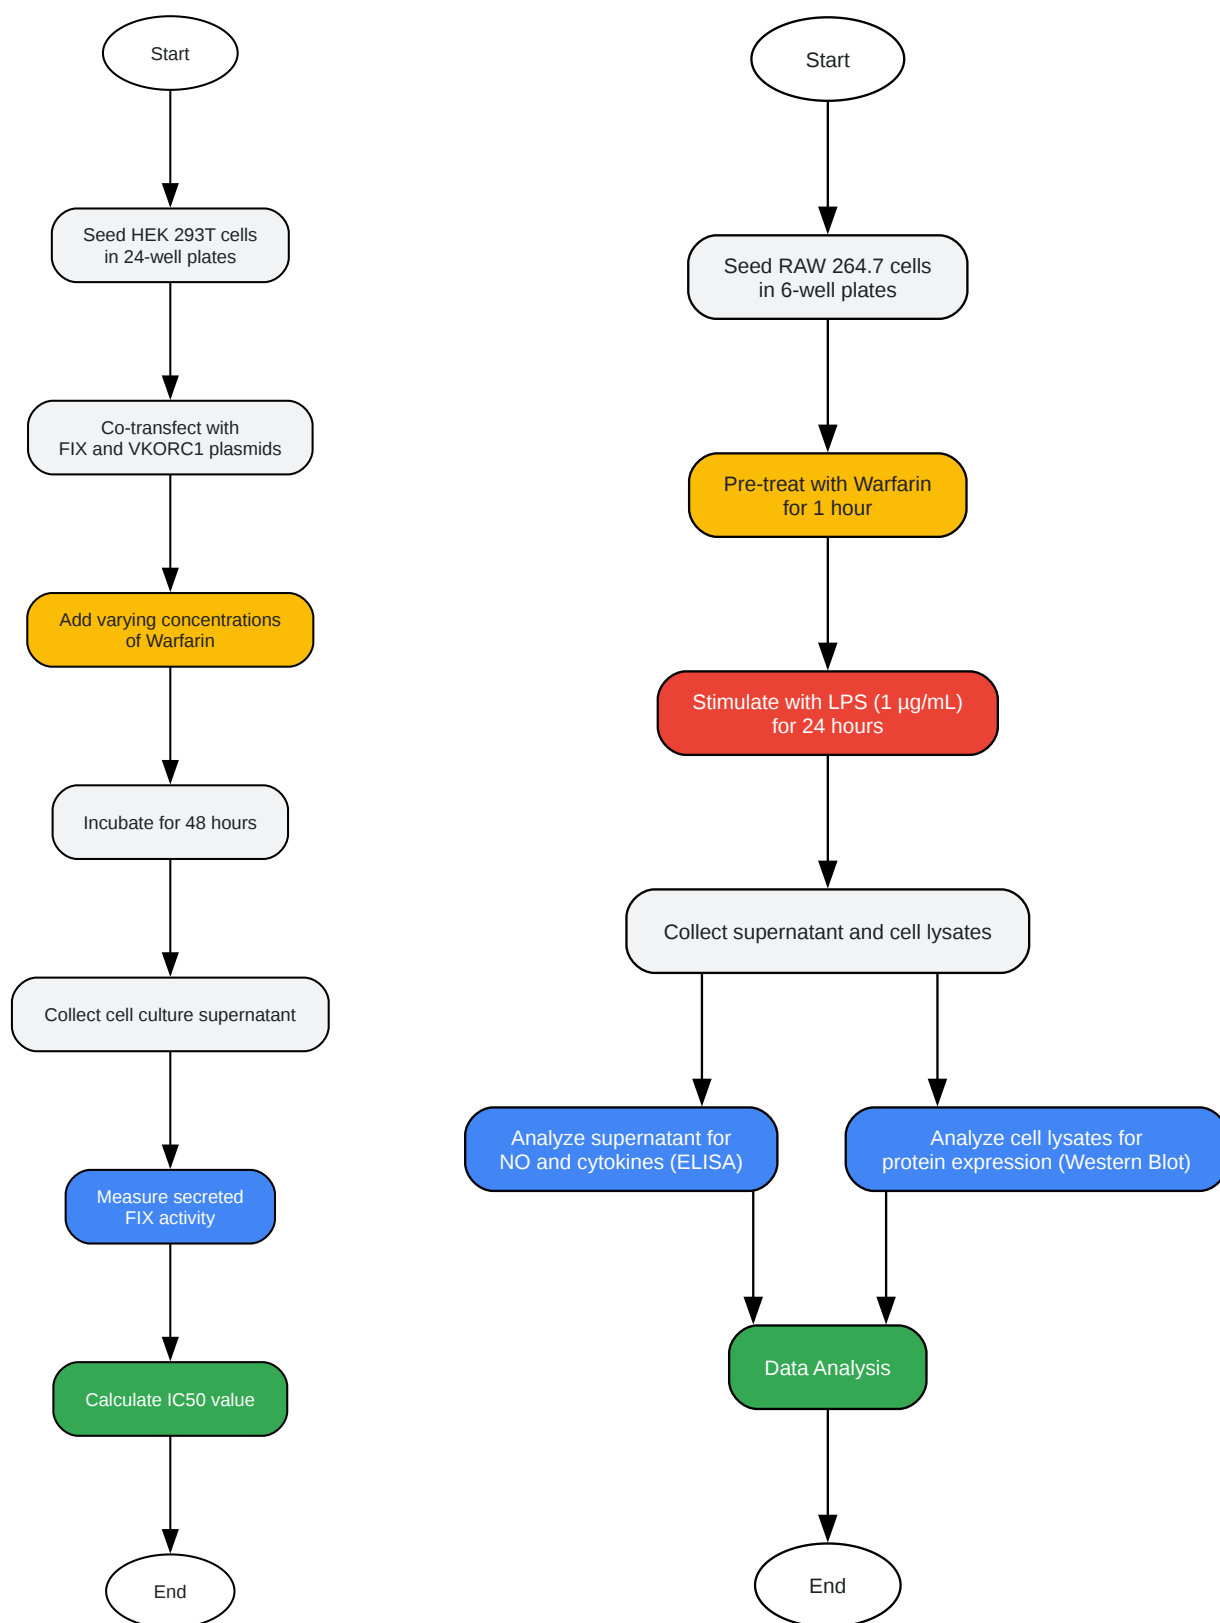 Start
Seed HEK 293T cells
in 24-well plates
Co-transfect with
FIX and VKORC1 plasmids
Add varying concentrations
of Warfarin
Incubate for 48 hours
Collect cell culture supernatant
Measure secreted
FIX activity
Calculate IC50 value
End
Start
Seed RAW 264.7 cells
in 6-well plates
Pre-treat with Warfarin
for 1 hour
Stimulate with LPS (1 µg/mL)
for 24 hours
Collect supernatant and cell lysates
Analyze supernatant for
NO and cytokines (ELISA)
Analyze cell lysates for
protein expression (Western Blot)
Data Analysis
End